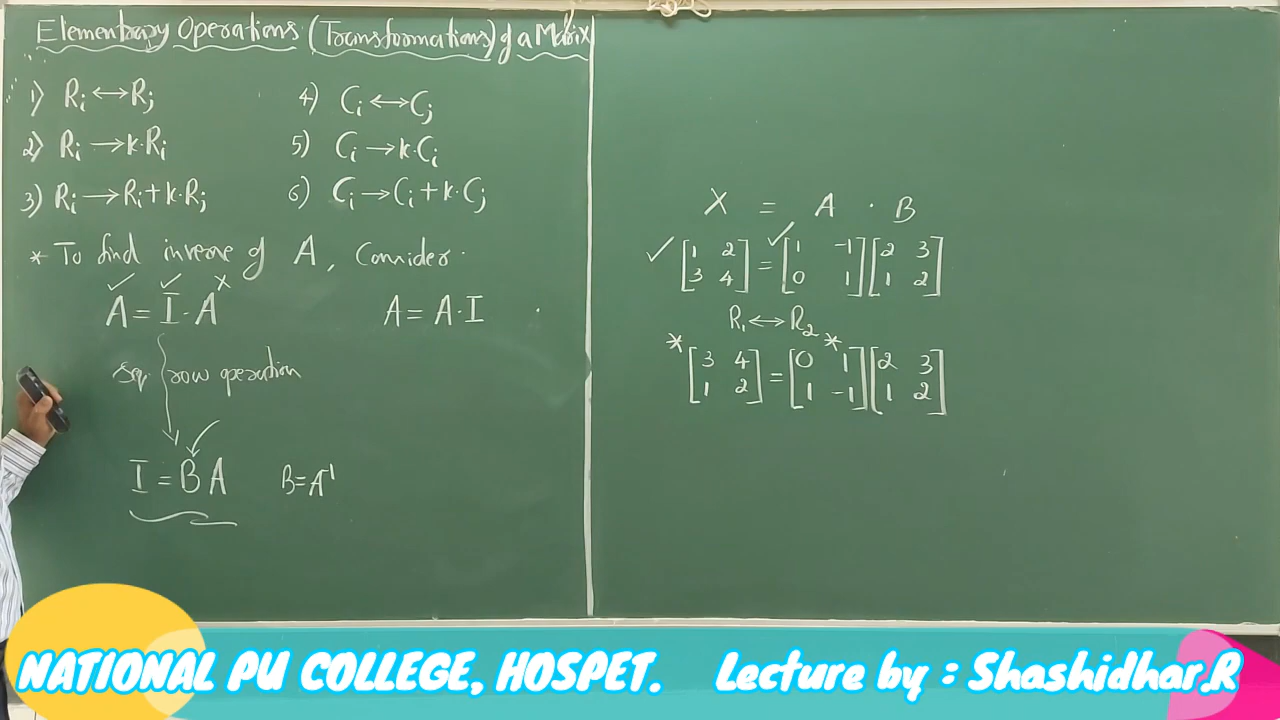 Elementary Operations (Transformations) of a Matrix
1) Ri ↔ Rj
2) Ri → k·Ri
3) Ri → Ri + k·Rj
4) Ci ↔ Cj
5) Ci → k·Ci
6) Ci → Ci + k·Cj
* To find inverse of A, Consider
✓ ✓ ×
A = I · A
A = A · I
Seq. row operation
I = B A
B = A⁻¹
X = A · B
✓ [1 2; 3 4] = ✓ [1 -1; 0 1] [2 3; 1 2]
R1 ↔ R2
* [3 4; 1 2] = * [0 1; 1 -1] [2 3; 1 2]
NATIONAL PU COLLEGE, HOSPET. Lecture by : Shashidhar.R